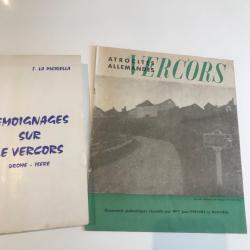 J. LA PICIRELLA
TEMOIGNAGES
SUR
LE VERCORS
DROME - ISERE
ATROCITÉS
ALLEMANDES
VERCORS